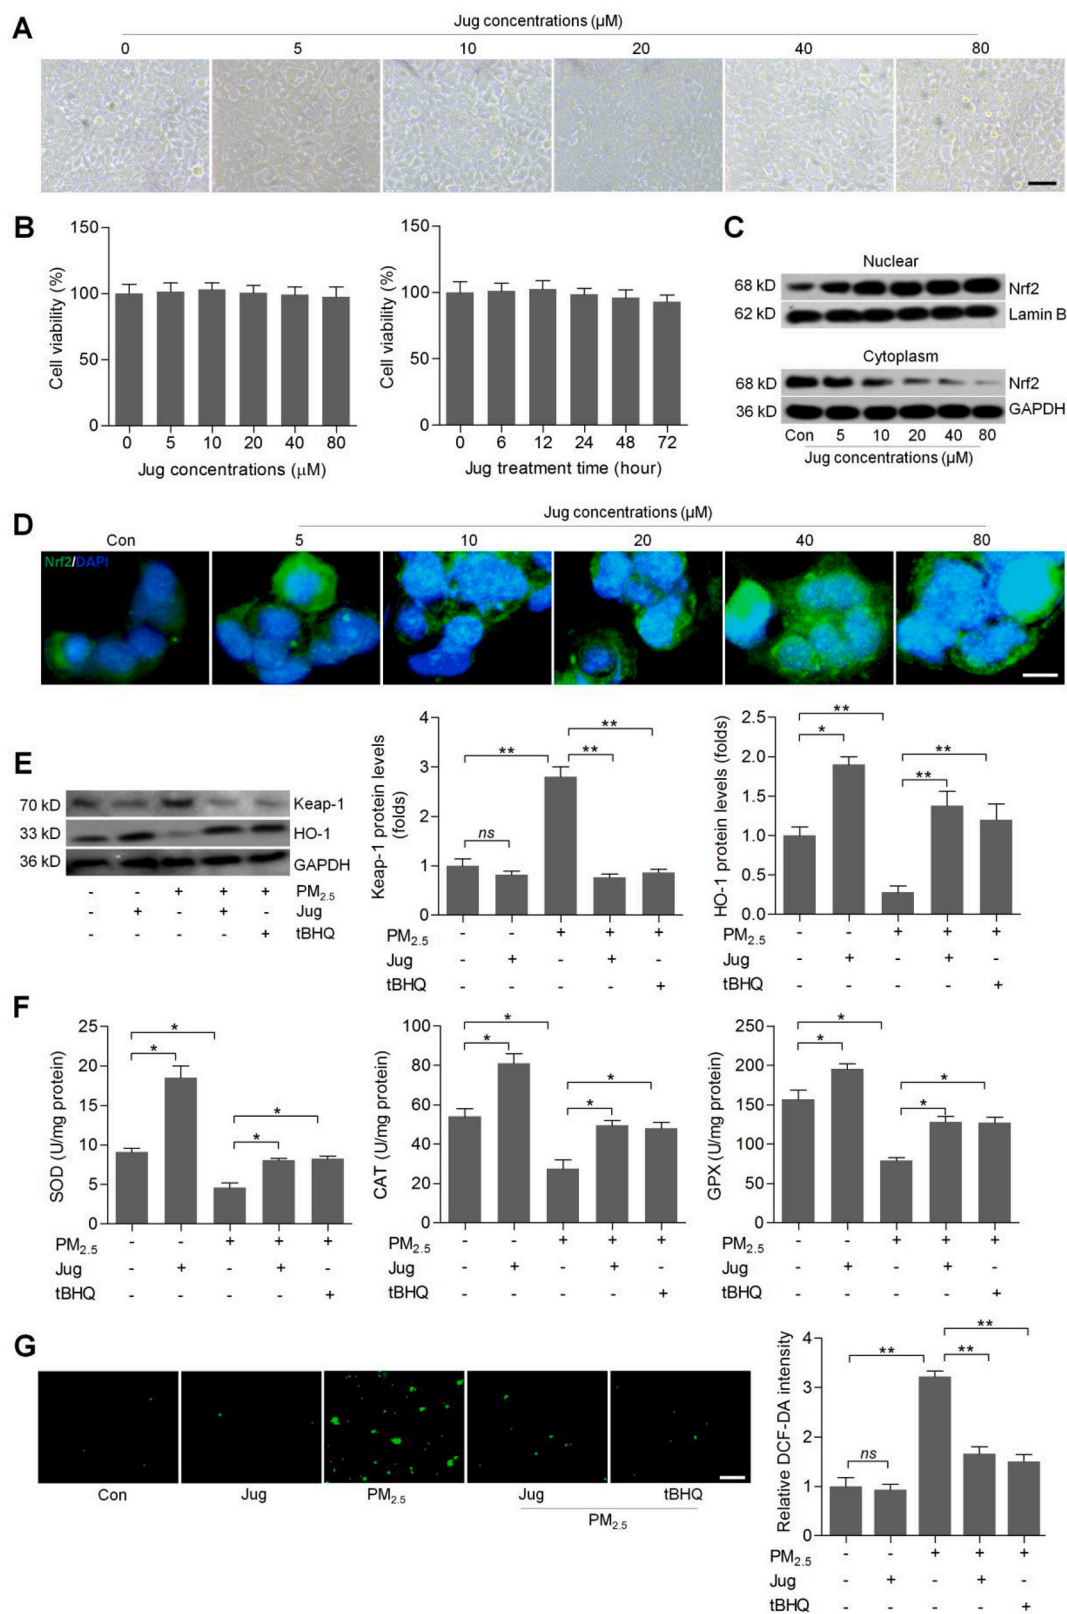 A
Jug concentrations (μM)
0 5 10 20 40 80
B
150
100
50
0
Cell viability (%)
0 5 10 20 40 80
Jug concentrations (μM)
150
100
50
0
Cell viability (%)
0 6 12 24 48 72
Jug treatment time (hour)
C
Nuclear
68 kD Nrf2
62 kD Lamin B
Cytoplasm
68 kD Nrf2
36 kD GAPDH
Con 5 10 20 40 80
Jug concentrations (μM)
D
Jug concentrations (μM)
Con 5 10 20 40 80
Nrf2/DAPI
E
70 kD Keap-1
33 kD HO-1
36 kD GAPDH
- - + + + PM2.5
- + - + - Jug
- - - - + tBHQ
Keap-1 protein levels
(folds)
4
3
2
1
0
** ns ** **
PM2.5 - - + + +
Jug - + - + -
tBHQ - - - - +
HO-1 protein levels (folds)
2.5
2.0
1.5
1.0
0.5
0.0
** * ** **
PM2.5 - - + + +
Jug - + - + -
tBHQ - - - - +
F
SOD (U/mg protein)
25
20
15
10
5
0
* * * *
PM2.5 - - + + +
Jug - + - + -
tBHQ - - - - +
CAT (U/mg protein)
100
80
60
40
20
0
* * * *
PM2.5 - - + + +
Jug - + - + -
tBHQ - - - - +
GPX (U/mg protein)
250
200
150
100
50
0
* * * *
PM2.5 - - + + +
Jug - + - + -
tBHQ - - - - +
G
Con Jug PM2.5 Jug tBHQ
PM2.5
Relative DCF-DA intensity
4
3
2
1
0
** ns ** **
PM2.5 - - + + +
Jug - + - + -
tBHQ - - - - +